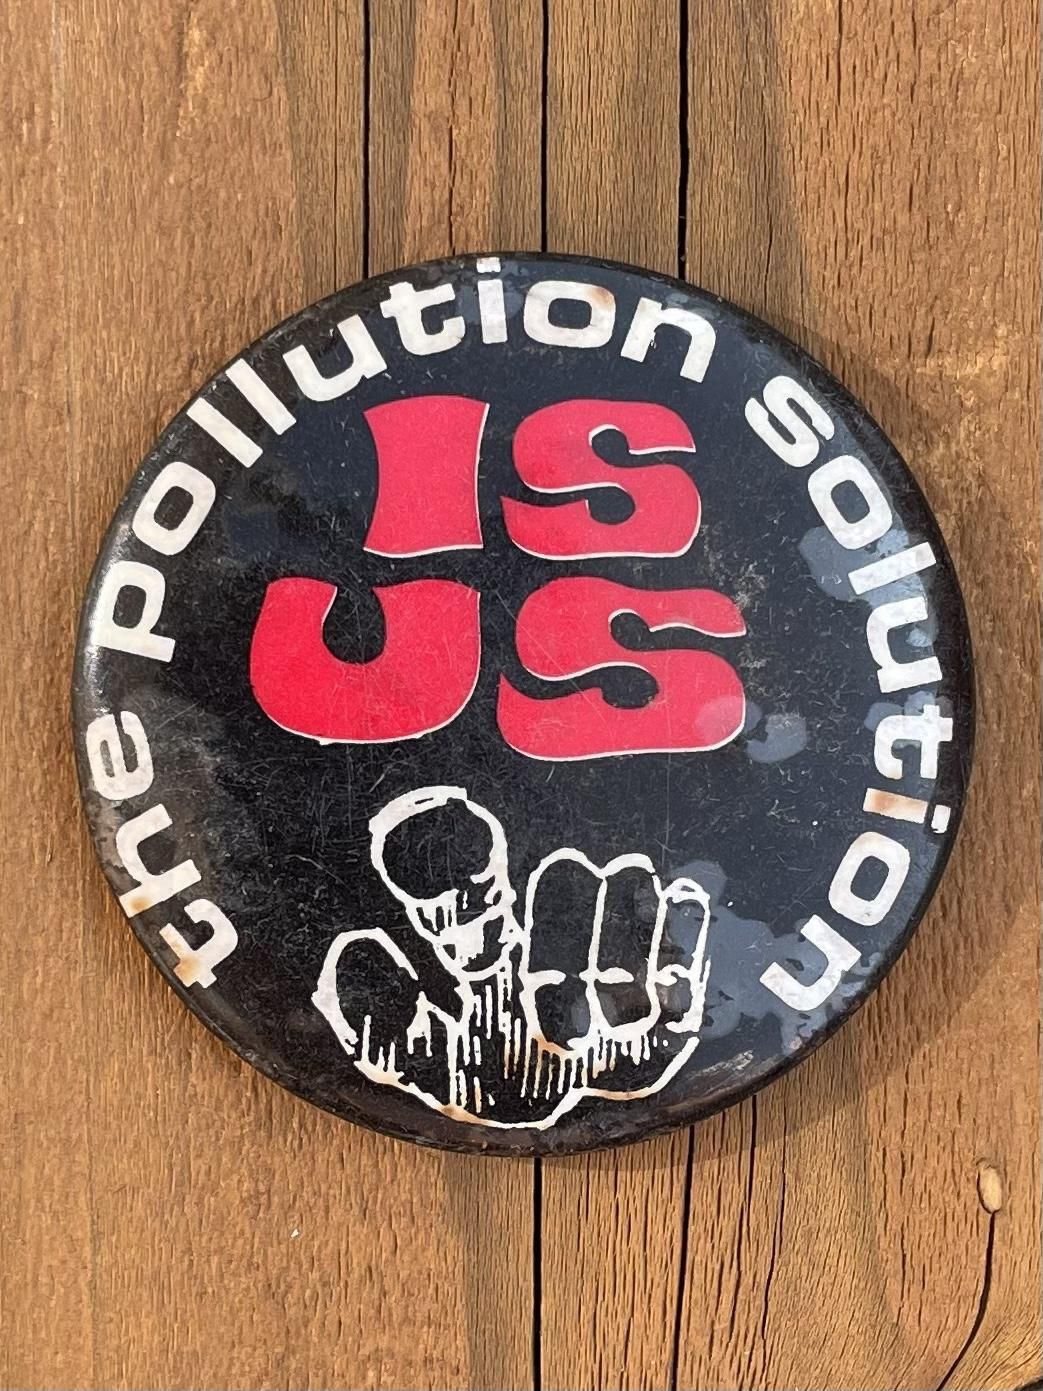 the pollution solution
IS
US